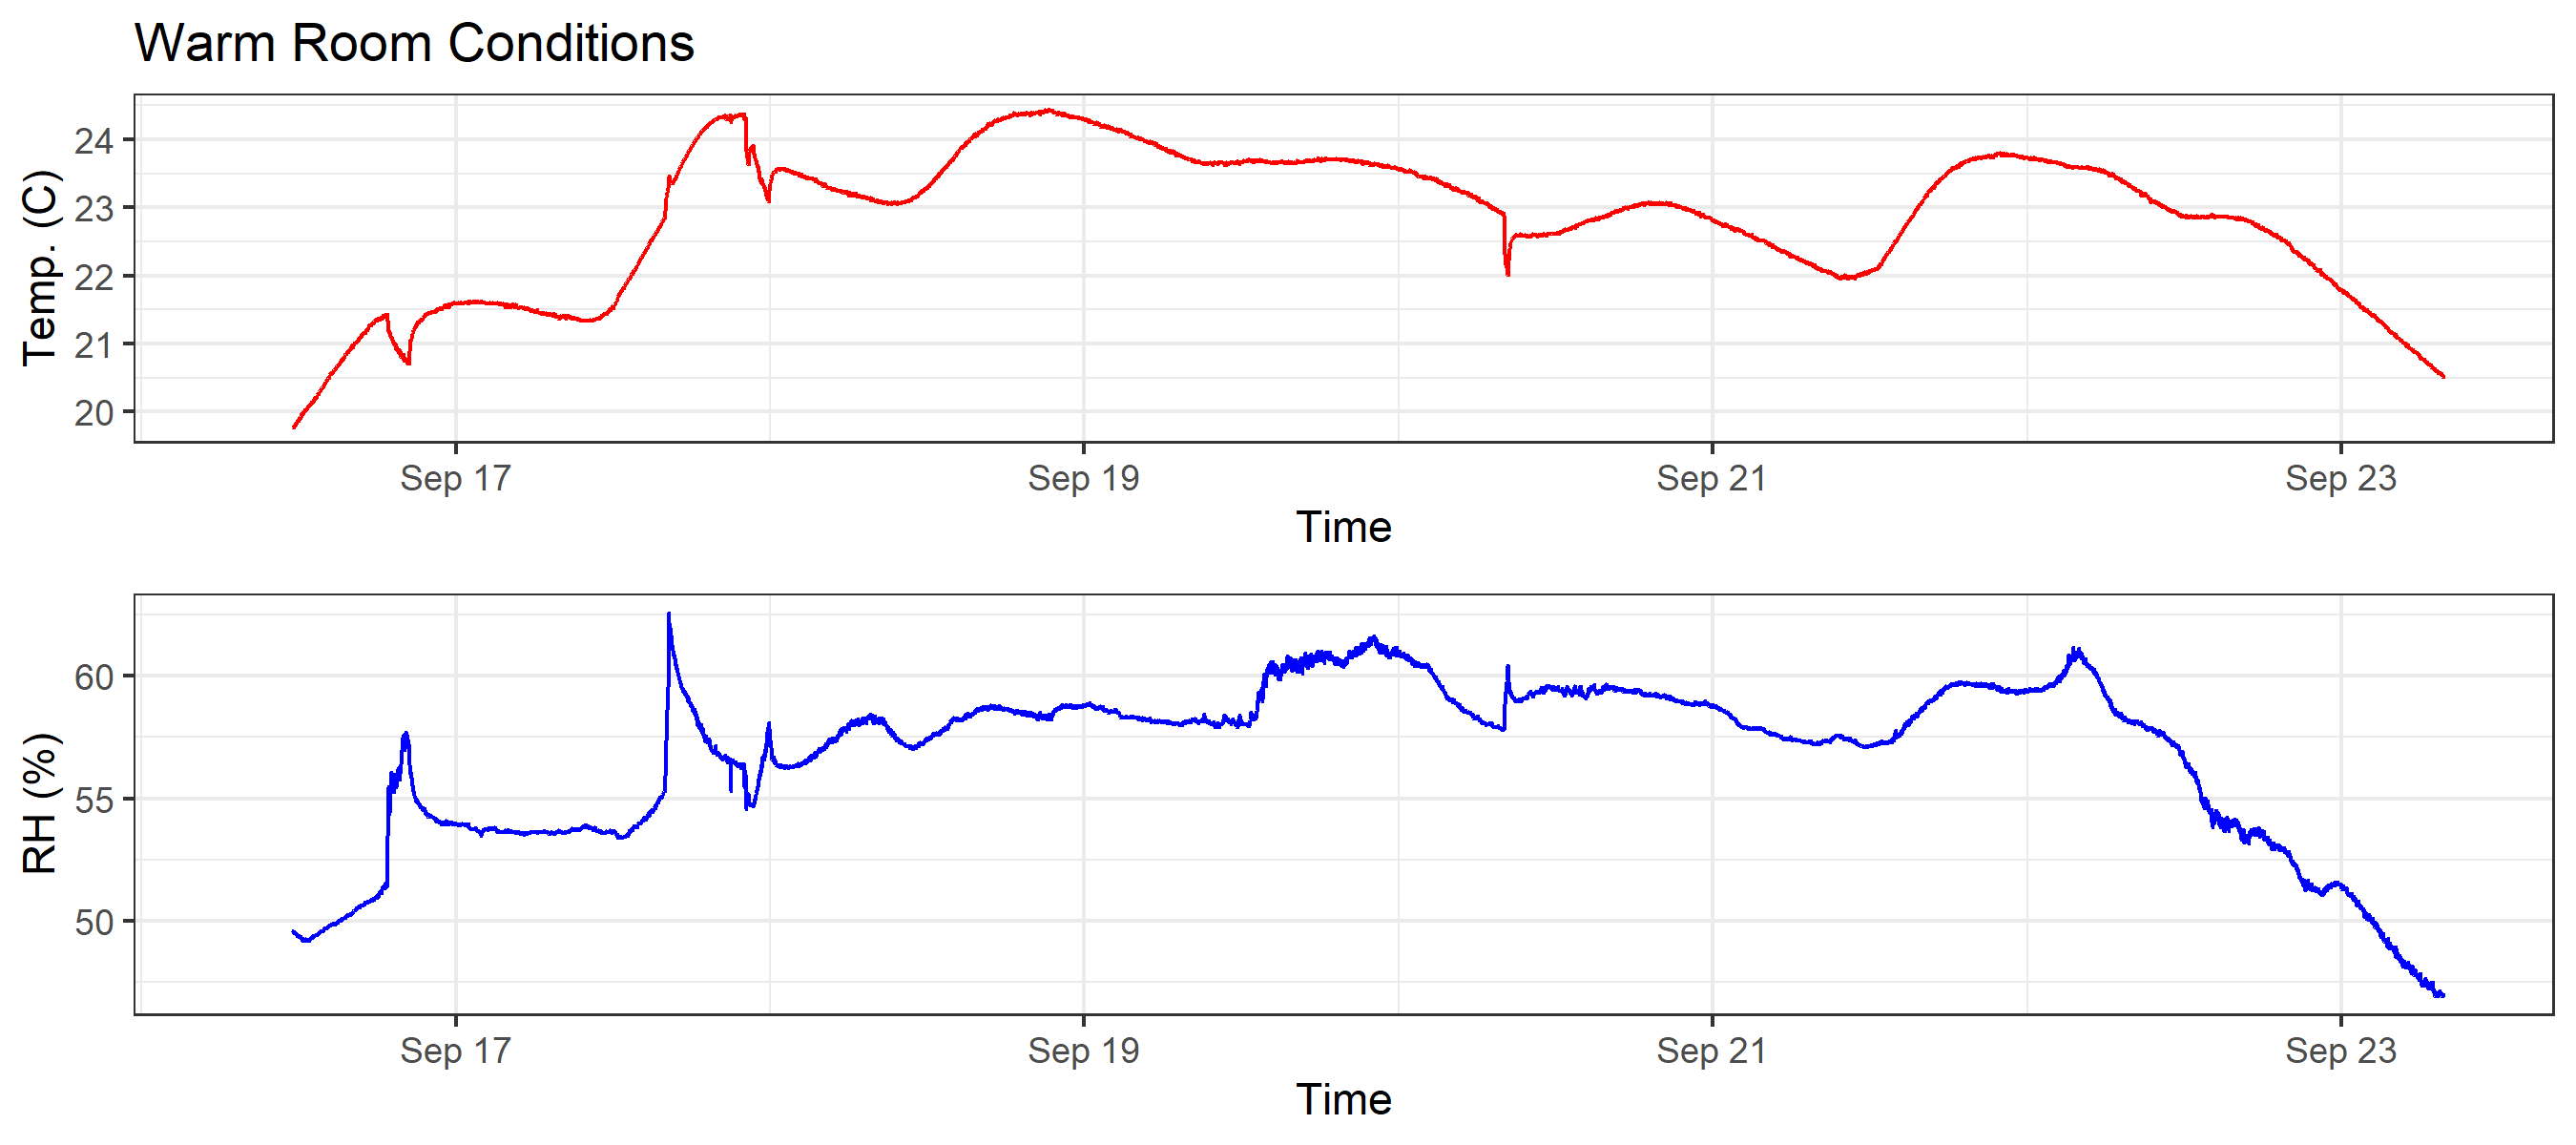 Warm Room Conditions
Temp. (C)
24
23
22
21
20
Sep 17 Sep 19 Sep 21 Sep 23
Time
RH (%)
60
55
50
Sep 17 Sep 19 Sep 21 Sep 23
Time